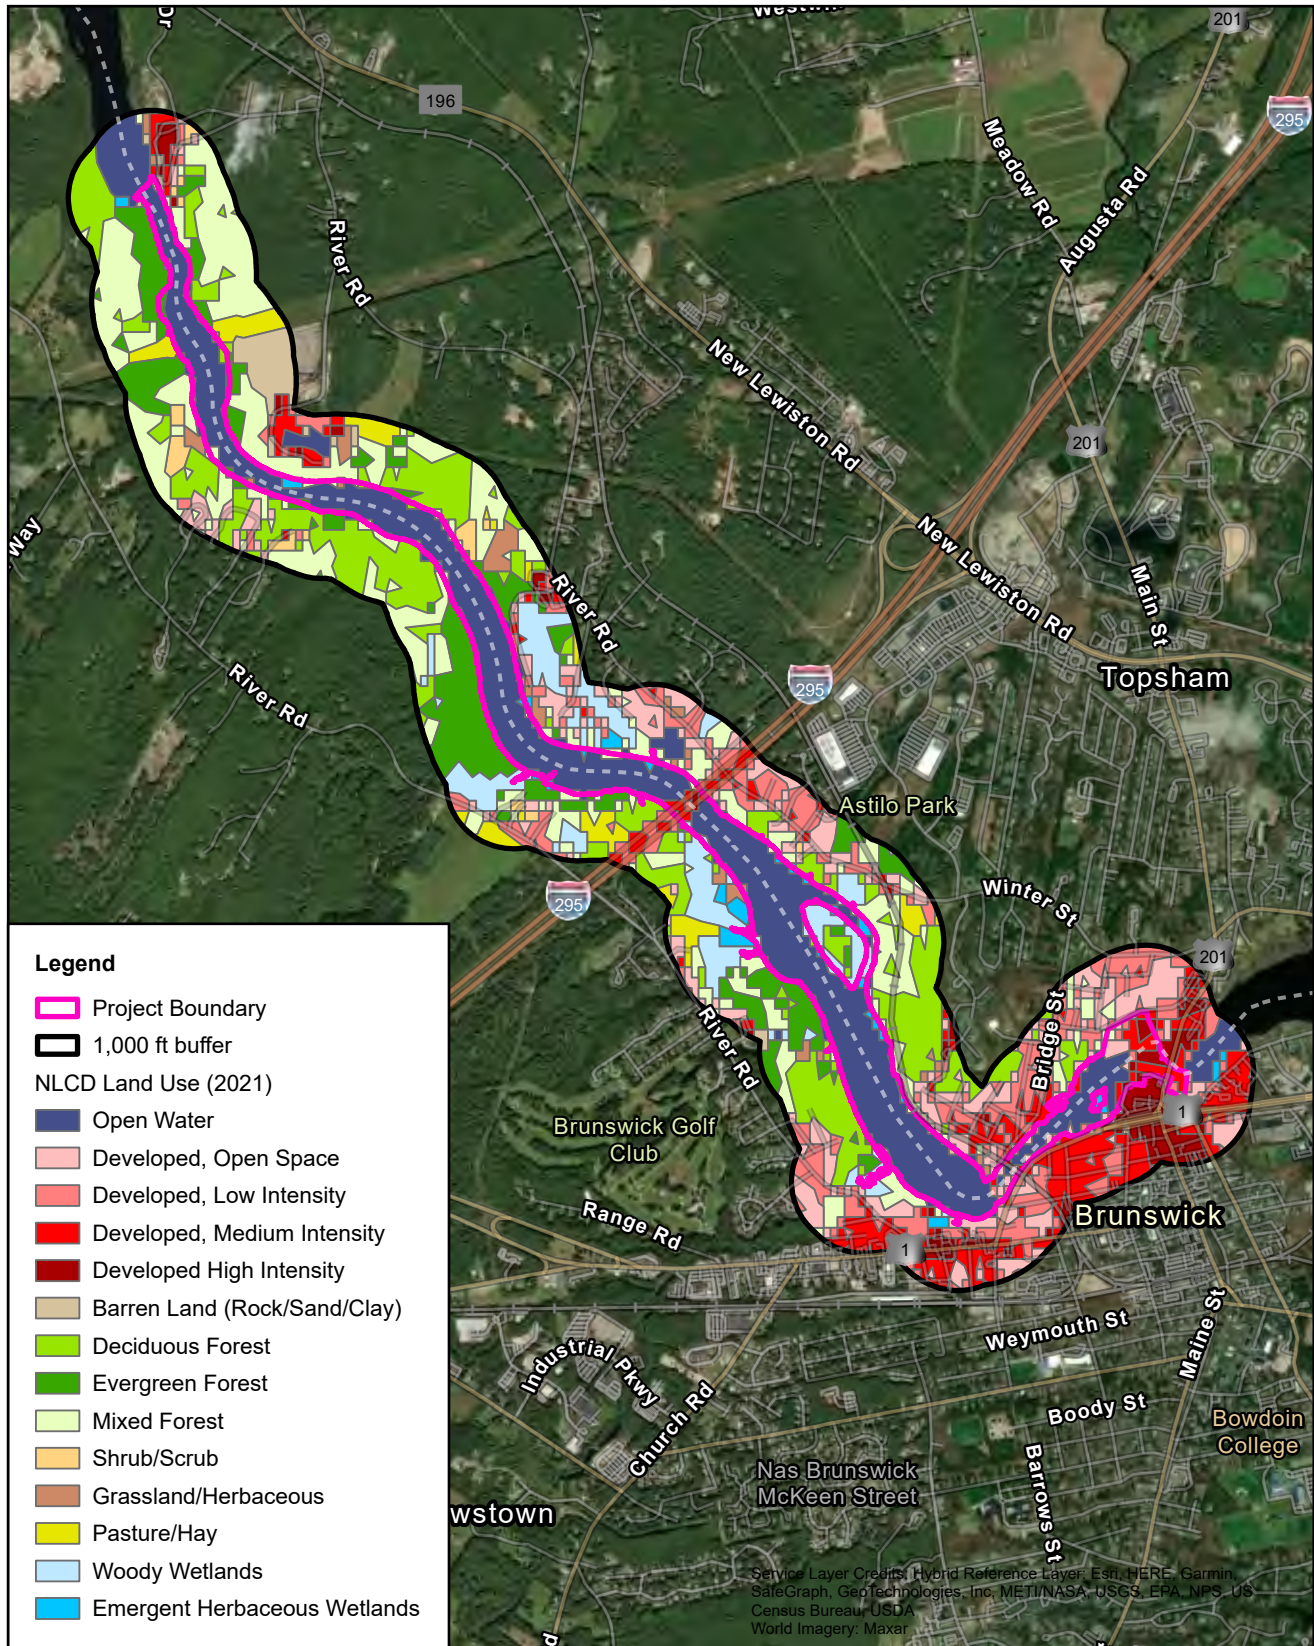 201
Dr
196
295
Meadow Rd
Augusta Rd
River Rd
New Lewiston Rd
201
New Lewiston Rd
Way
Main St
River Rd
River Rd
295
Topsham
Astilo Park
295
Winter St
201
Bridge St
River Rd
1
Brunswick Golf
Club
Range Rd
Brunswick
1
Weymouth St
Maine St
Industrial Pkwy
Church Rd
Boody St
Bowdoin
College
Barrows St
Nas Brunswick
McKeen Street
wstown
Legend
Project Boundary
1,000 ft buffer
NLCD Land Use (2021)
Open Water
Developed, Open Space
Developed, Low Intensity
Developed, Medium Intensity
Developed High Intensity
Barren Land (Rock/Sand/Clay)
Deciduous Forest
Evergreen Forest
Mixed Forest
Shrub/Scrub
Grassland/Herbaceous
Pasture/Hay
Woody Wetlands
Emergent Herbaceous Wetlands
Service Layer Credits: Hybrid Reference Layer: Esri, HERE, Garmin,
SafeGraph, GeoTechnologies, Inc, METI/NASA, USGS, EPA, NPS, US
Census Bureau, USDA
World Imagery: Maxar